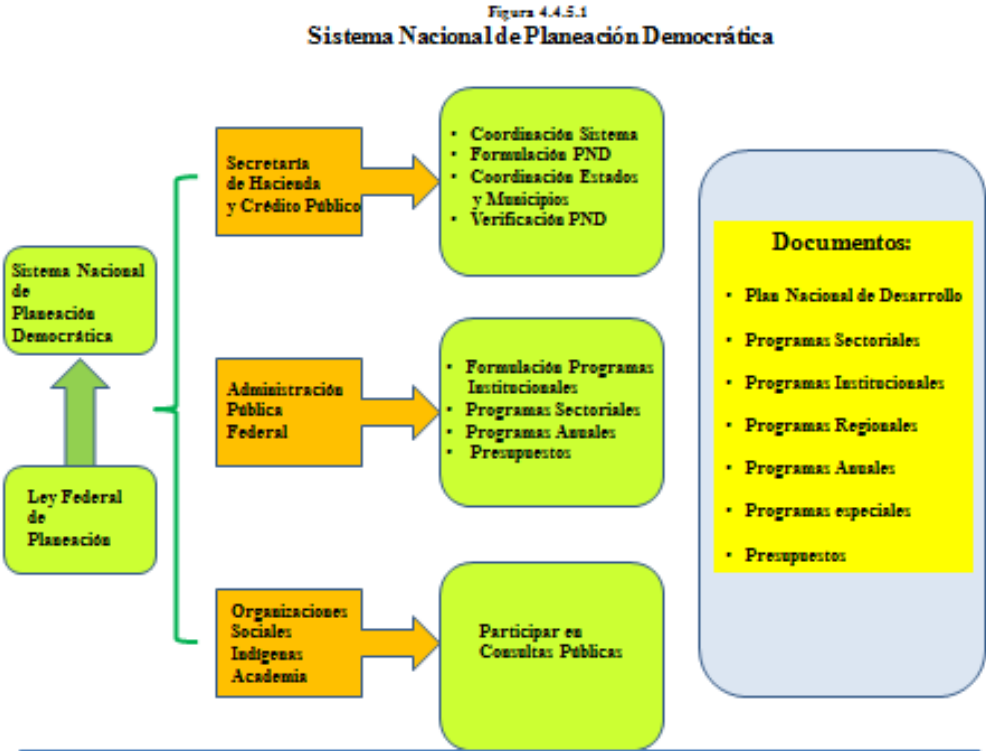 Figura 4.4.5.1
Sistema Nacional de Planeación Democrática
Sistema Nacional
de
Planeación
Democrática
Ley Federal
de
Planeación
Secretaría
de Hacienda
y Crédito Público
• Coordinación Sistema
• Formulación PND
• Coordinación Estados
y Municipios
• Verificación PND
Administración
Pública
Federal
• Formulación Programas
Institucionales
• Programas Sectoriales
• Programas Anuales
• Presupuestos
Organizaciones
Sociales
Indígenas
Academia
Participar en
Consultas Públicas
Documentos:
• Plan Nacional de Desarrollo
• Programas Sectoriales
• Programas Institucionales
• Programas Regionales
• Programas Anuales
• Programas especiales
• Presupuestos